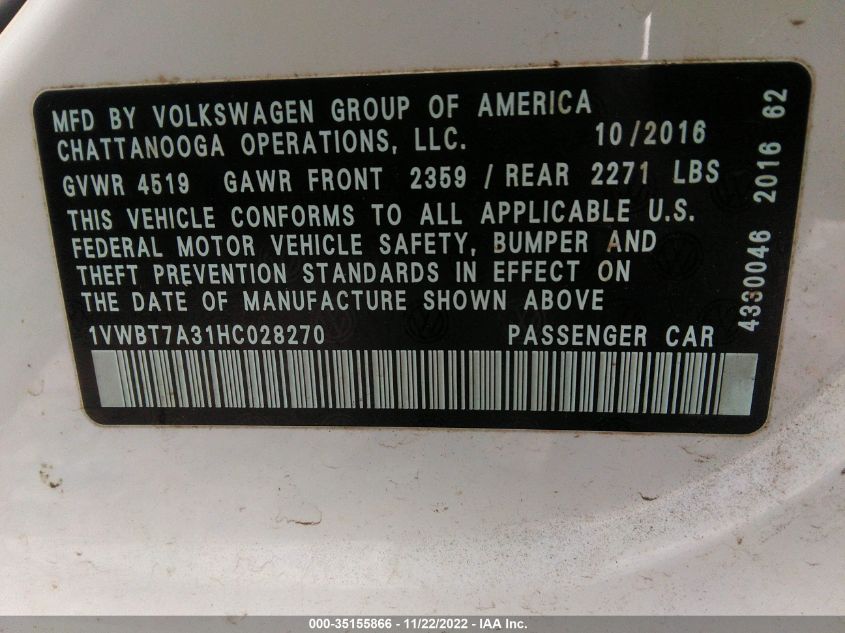 MFD BY VOLKSWAGEN GROUP OF AMERICA
CHATTANOOGA OPERATIONS, LLC. 10/2016
GVWR 4519 GAWR FRONT 2359 / REAR 2271 LBS
THIS VEHICLE CONFORMS TO ALL APPLICABLE U.S.
FEDERAL MOTOR VEHICLE SAFETY, BUMPER AND
THEFT PREVENTION STANDARDS IN EFFECT ON
THE DATE OF MANUFACTURE SHOWN ABOVE
1VWBT7A31HC028270 PASSENGER CAR
4330046 2016 62
000-35155866 - 11/22/2022 - IAA Inc.